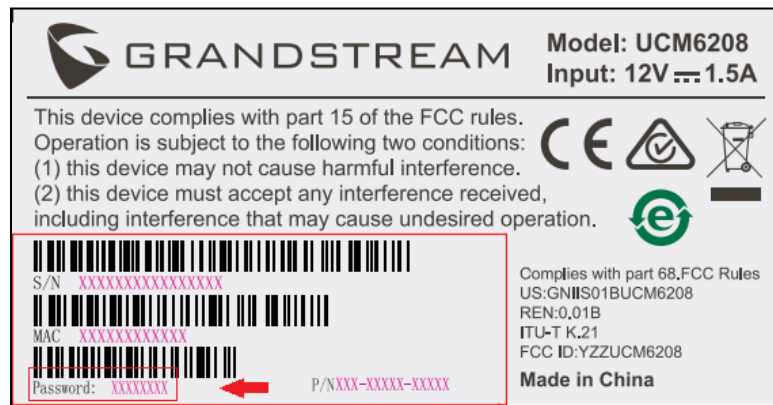 GRANDSTREAM
Model: UCM6208
Input: 12V⎓1.5A
This device complies with part 15 of the FCC rules.
Operation is subject to the following two conditions:
(1) this device may not cause harmful interference.
(2) this device must accept any interference received,
including interference that may cause undesired operation.
CE
e
S/N XXXXXXXXXXXXXXXX
MAC XXXXXXXXXXXX
Password: XXXXXXXX
P/NXXX-XXXXX-XXXXX
Complies with part 68.FCC Rules
US:GNIIS01BUCM6208
REN:0.01B
ITU-T K.21
FCC ID:YZZUCM6208
Made in China